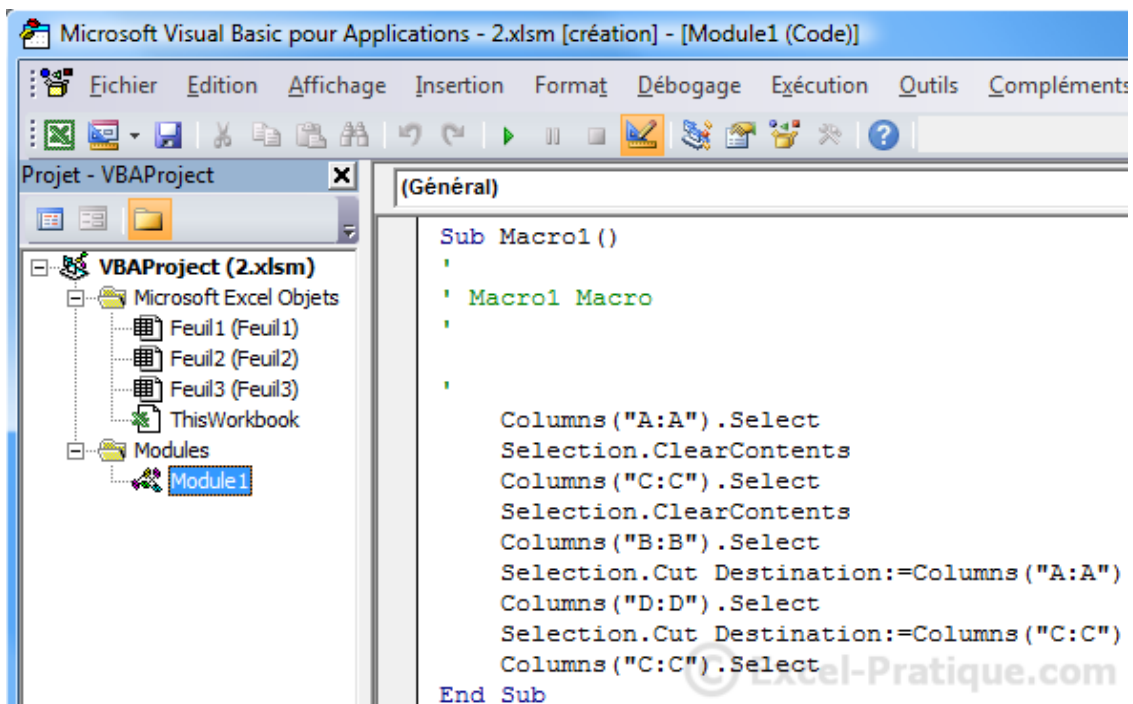 Microsoft Visual Basic pour Applications - 2.xlsm [création] - [Module1 (Code)]
Fichier Edition Affichage Insertion Format Débogage Exécution Outils Compléments
Projet - VBAProject
(Général)
VBAProject (2.xlsm)
Microsoft Excel Objets
Feuil1 (Feuil1)
Feuil2 (Feuil2)
Feuil3 (Feuil3)
ThisWorkbook
Modules
Module1
Sub Macro1()
'
' Macro1 Macro
'
'
Columns("A:A").Select
Selection.ClearContents
Columns("C:C").Select
Selection.ClearContents
Columns("B:B").Select
Selection.Cut Destination:=Columns("A:A")
Columns("D:D").Select
Selection.Cut Destination:=Columns("C:C")
Columns("C:C").Select
End Sub
© Excel-Pratique.com